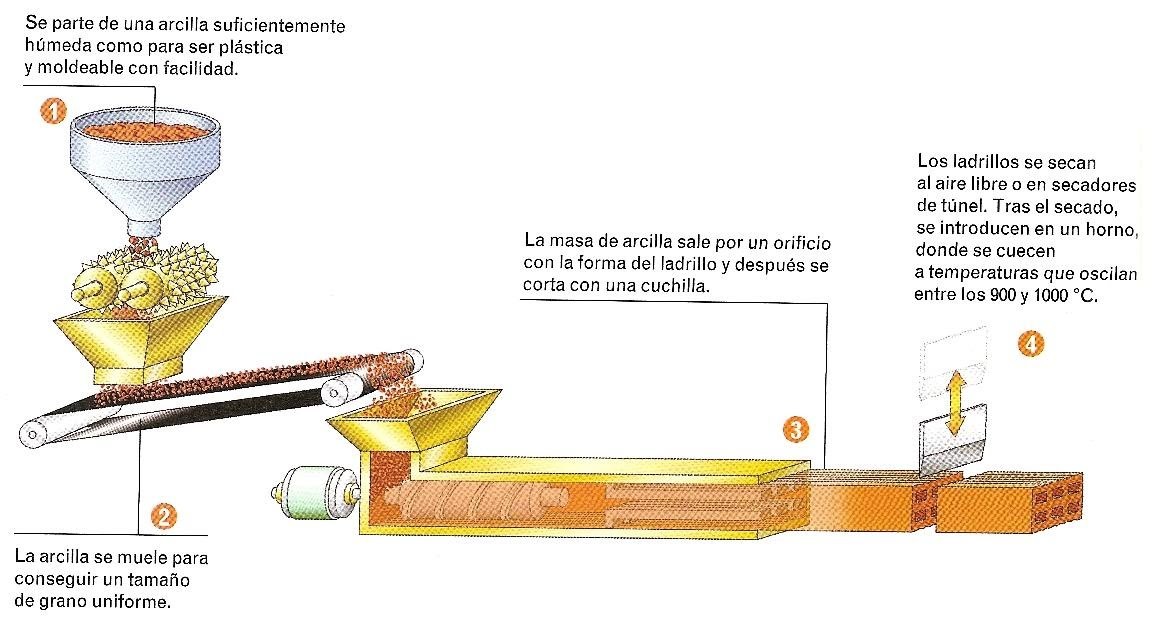 Se parte de una arcilla suficientemente
húmeda como para ser plástica
y moldeable con facilidad.
1
La masa de arcilla sale por un orificio
con la forma del ladrillo y después se
corta con una cuchilla.
Los ladrillos se secan
al aire libre o en secadores
de túnel. Tras el secado,
se introducen en un horno,
donde se cuecen
a temperaturas que oscilan
entre los 900 y 1000 °C.
4
3
2
La arcilla se muele para
conseguir un tamaño
de grano uniforme.